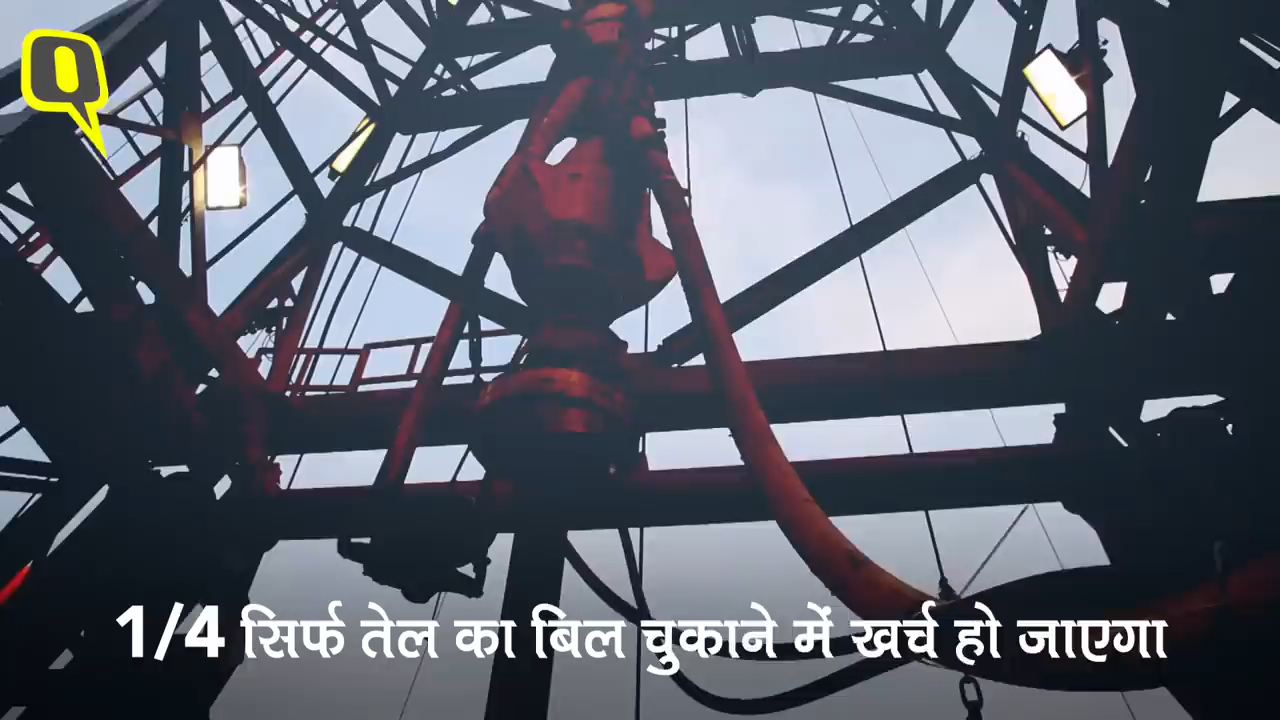 1/4 सिर्फ तेल का बिल चुकाने में खर्च हो जाएगा